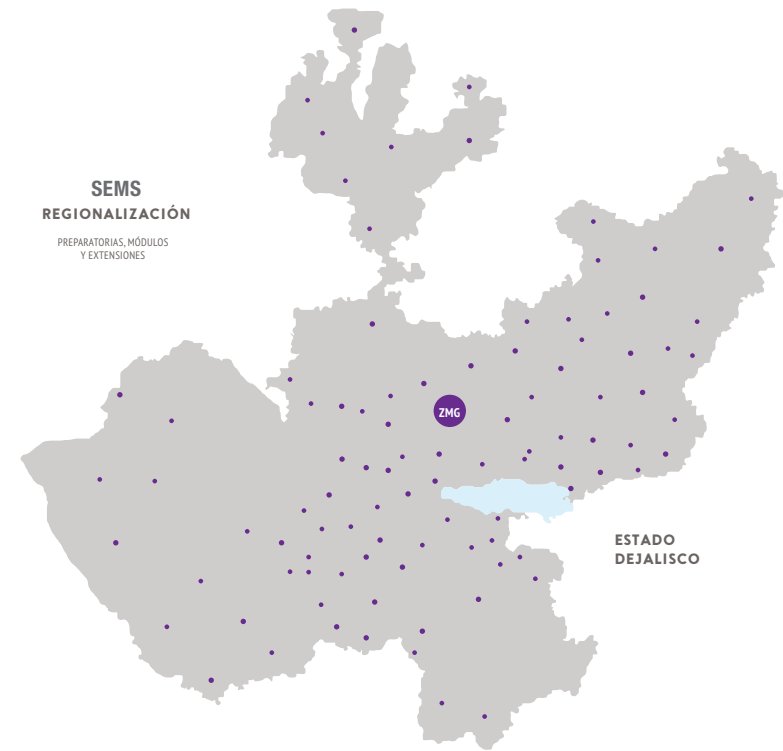 SEMS
REGIONALIZACIÓN
PREPARATORIAS, MÓDULOS
Y EXTENSIONES
ZMG
ESTADO
DEJALISCO